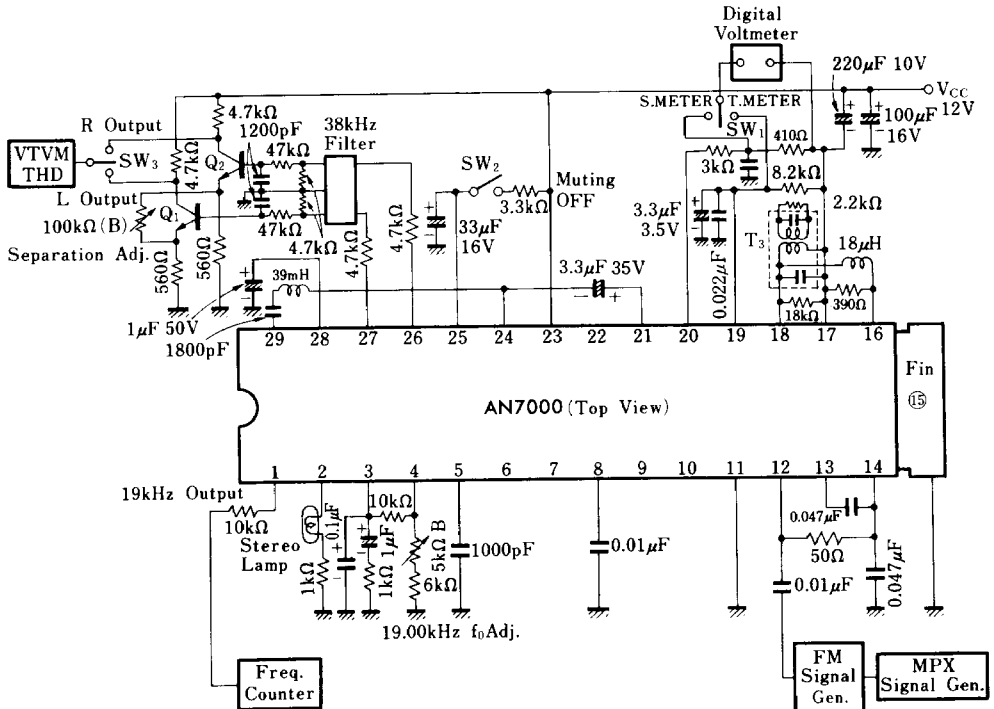 Digital
Voltmeter
220μF 10V
VCC
12V
100μF
16V
S.METER
T.METER
SW1
410Ω
3kΩ
8.2kΩ
2.2kΩ
T3
18μH
390Ω
18kΩ
3.3μF
3.5V
0.022μF
4.7kΩ
R Output
1200pF
38kHz
Filter
VTVM
THD
SW3
4.7kΩ
Q2
47kΩ
L Output
100kΩ(B)
Q1
47kΩ
4.7kΩ
Separation Adj.
560Ω
560Ω
4.7kΩ
4.7kΩ
SW2
Muting
OFF
3.3kΩ
33μF
16V
39mH
3.3μF 35V
1μF 50V
1800pF
29 28 27 26 25 24 23 22 21 20 19 18 17 16
Fin
⑮
AN7000 (Top View)
1 2 3 4 5 6 7 8 9 10 11 12 13 14
19kHz Output
10kΩ
Stereo
Lamp
1kΩ
0.1μF
10kΩ
1μF
1kΩ
5kΩ B
6kΩ
1000pF
0.01μF
0.047μF
50Ω
0.01μF
0.047μF
19.00kHz f0Adj.
Freq.
Counter
FM
Signal
Gen.
MPX
Signal Gen.